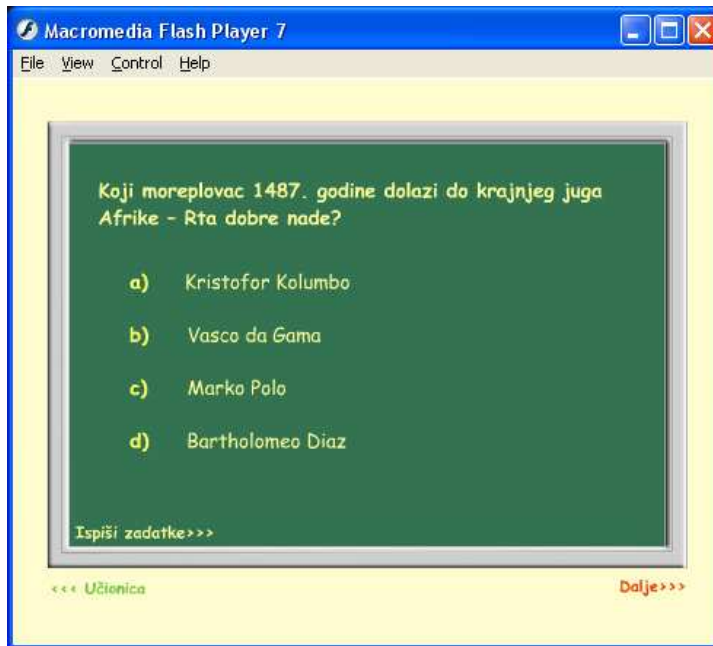 Macromedia Flash Player 7
File View Control Help
Koji moreplovac 1487. godine dolazi do krajnjeg juga
Afrike - Rta dobre nade?
a) Kristofor Kolumbo
b) Vasco da Gama
c) Marko Polo
d) Bartholomeo Diaz
Ispiši zadatke>>>
<<< Učionica
Dalje>>>